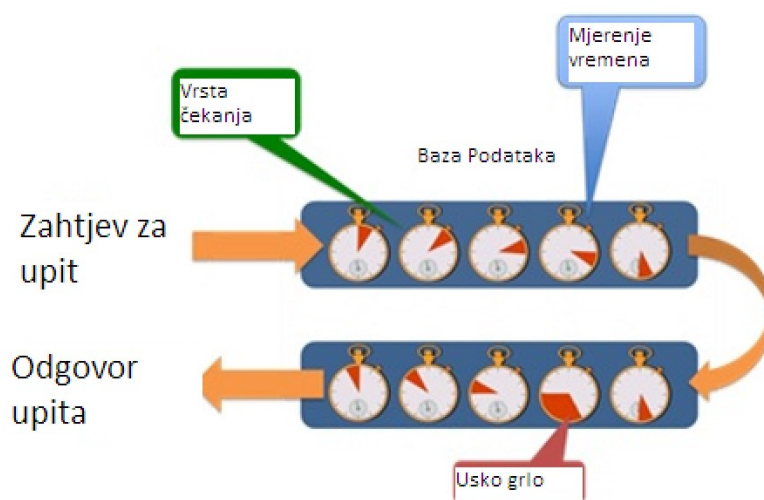 Mjerenje
vremena
Vrsta
čekanja
Baza Podataka
Zahtjev za
upit
Odgovor
upita
Usko grlo